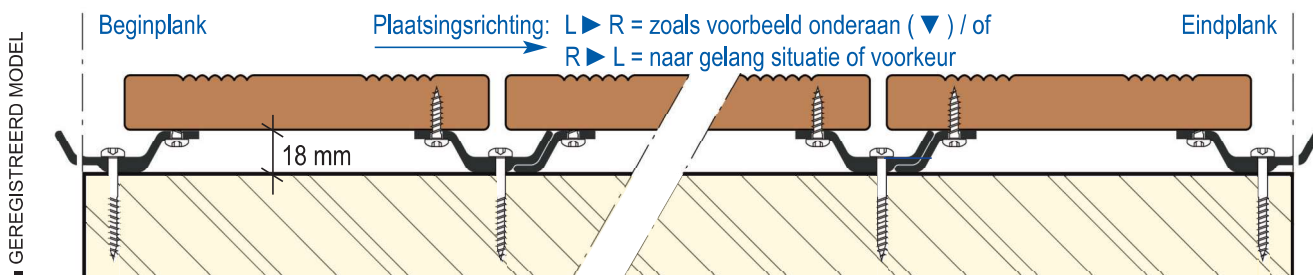 Beginplank
Plaatsingsrichting: L ► R = zoals voorbeeld onderaan ( ▼ ) / of
R ► L = naar gelang situatie of voorkeur
Eindplank
18 mm
■ GEREGISTREERD MODEL